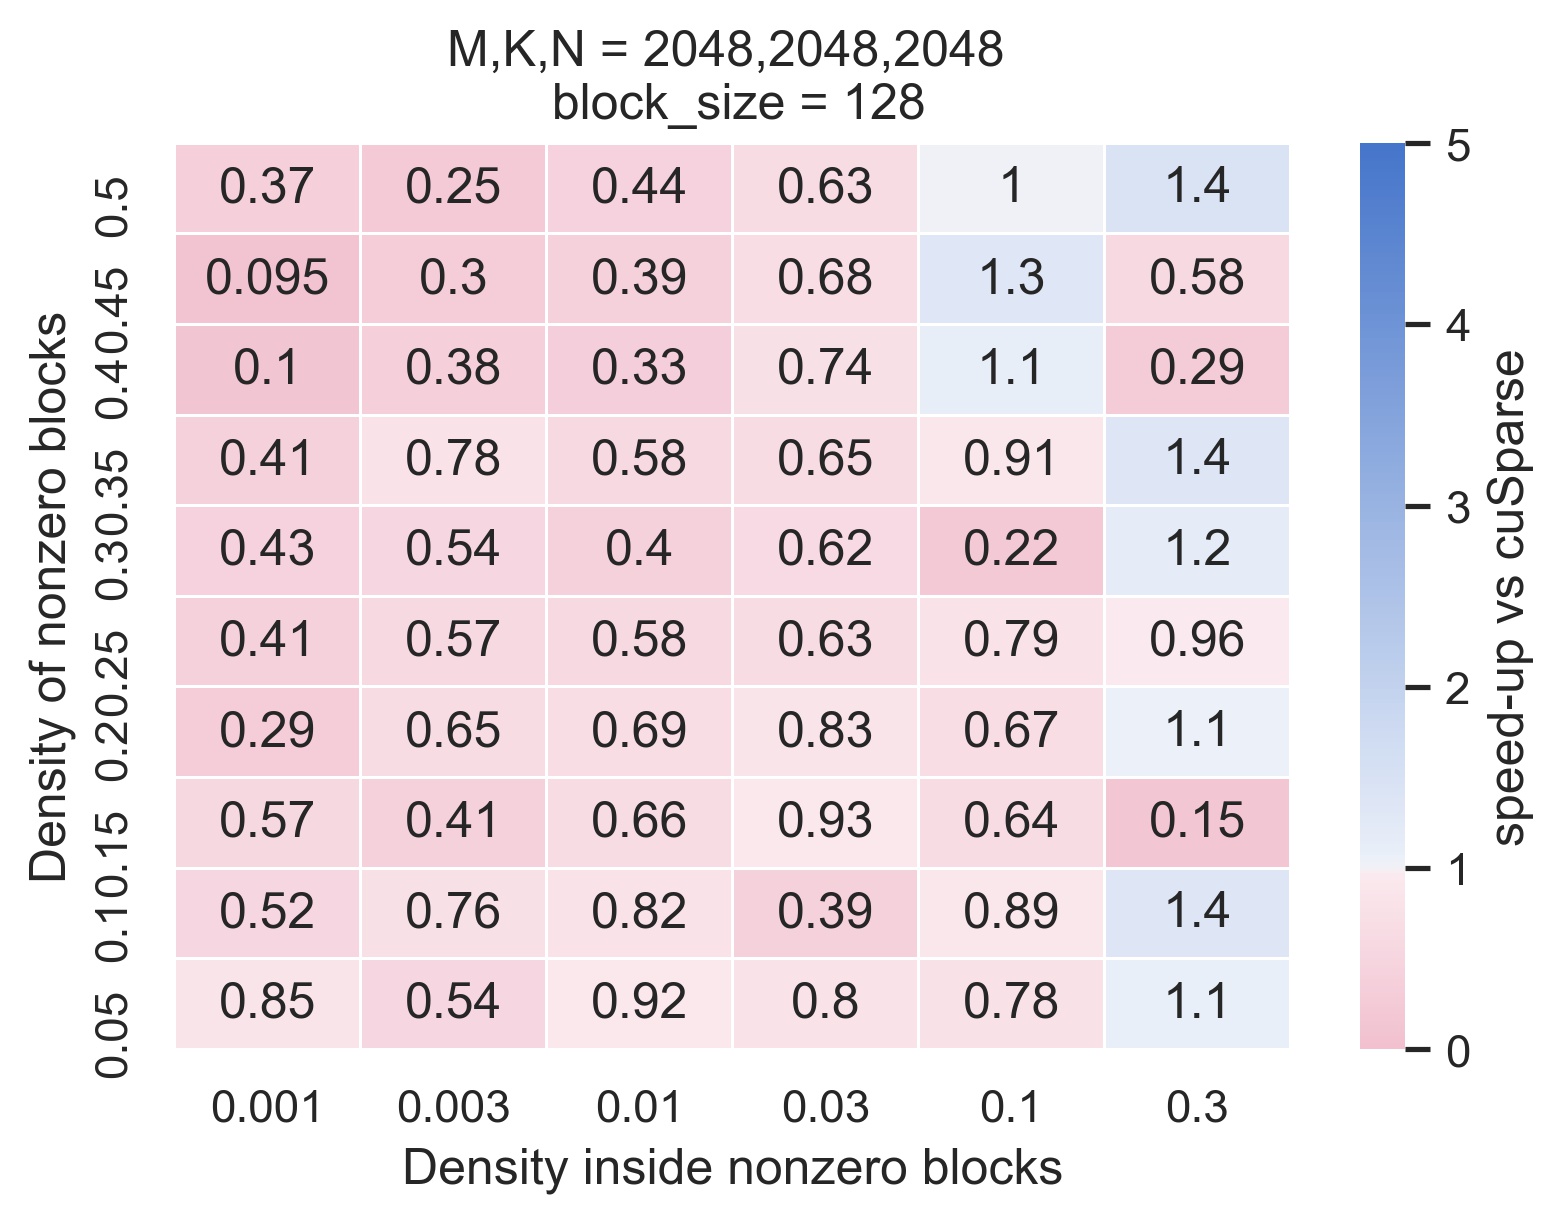 M,K,N = 2048,2048,2048
block_size = 128
Density of nonzero blocks
0.5 0.37 0.25 0.44 0.63 1 1.4
0.45 0.095 0.3 0.39 0.68 1.3 0.58
0.4 0.1 0.38 0.33 0.74 1.1 0.29
0.35 0.41 0.78 0.58 0.65 0.91 1.4
0.3 0.43 0.54 0.4 0.62 0.22 1.2
0.25 0.41 0.57 0.58 0.63 0.79 0.96
0.2 0.29 0.65 0.69 0.83 0.67 1.1
0.15 0.57 0.41 0.66 0.93 0.64 0.15
0.1 0.52 0.76 0.82 0.39 0.89 1.4
0.05 0.85 0.54 0.92 0.8 0.78 1.1
0.001 0.003 0.01 0.03 0.1 0.3
Density inside nonzero blocks
5
4
3
2
1
0
speed-up vs cuSparse